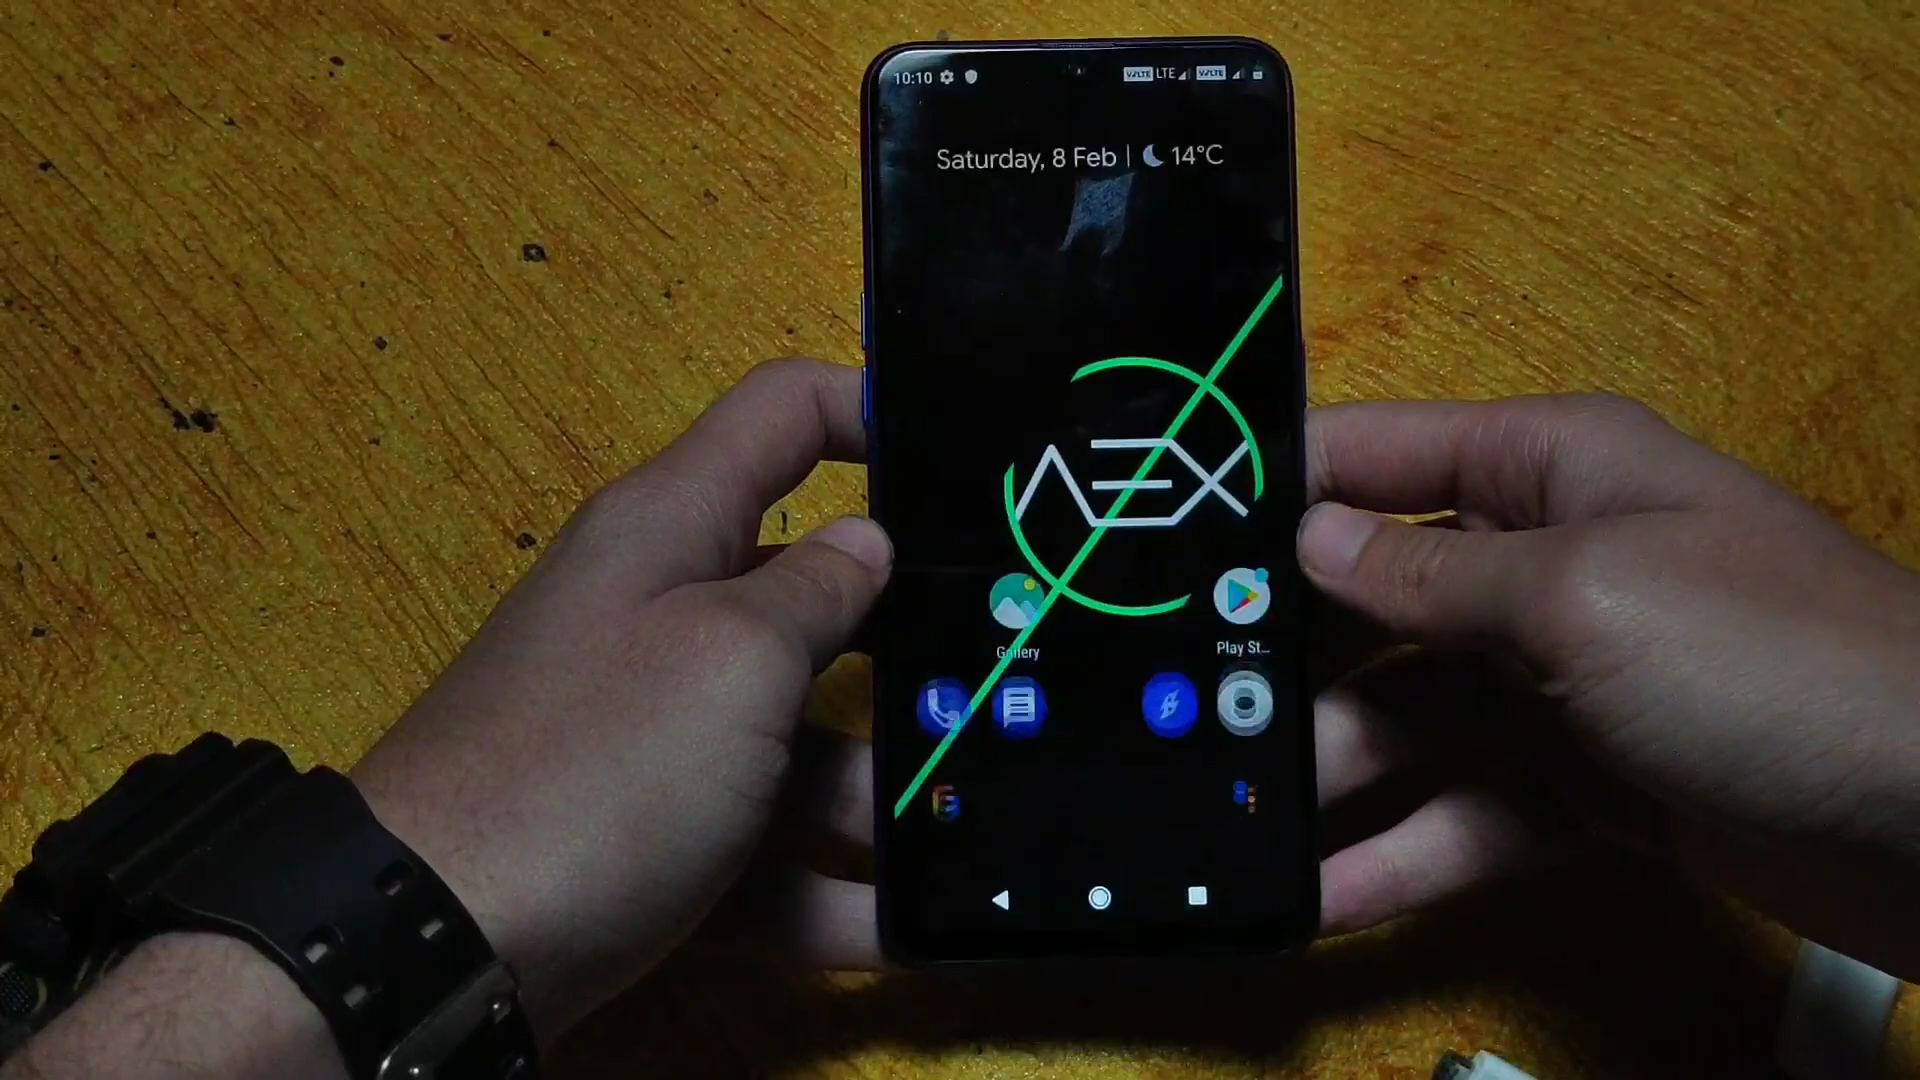 10:10 VoLTE LTE VoLTE
Saturday, 8 Feb | 14°C
AEX
Gallery
Play St...
G